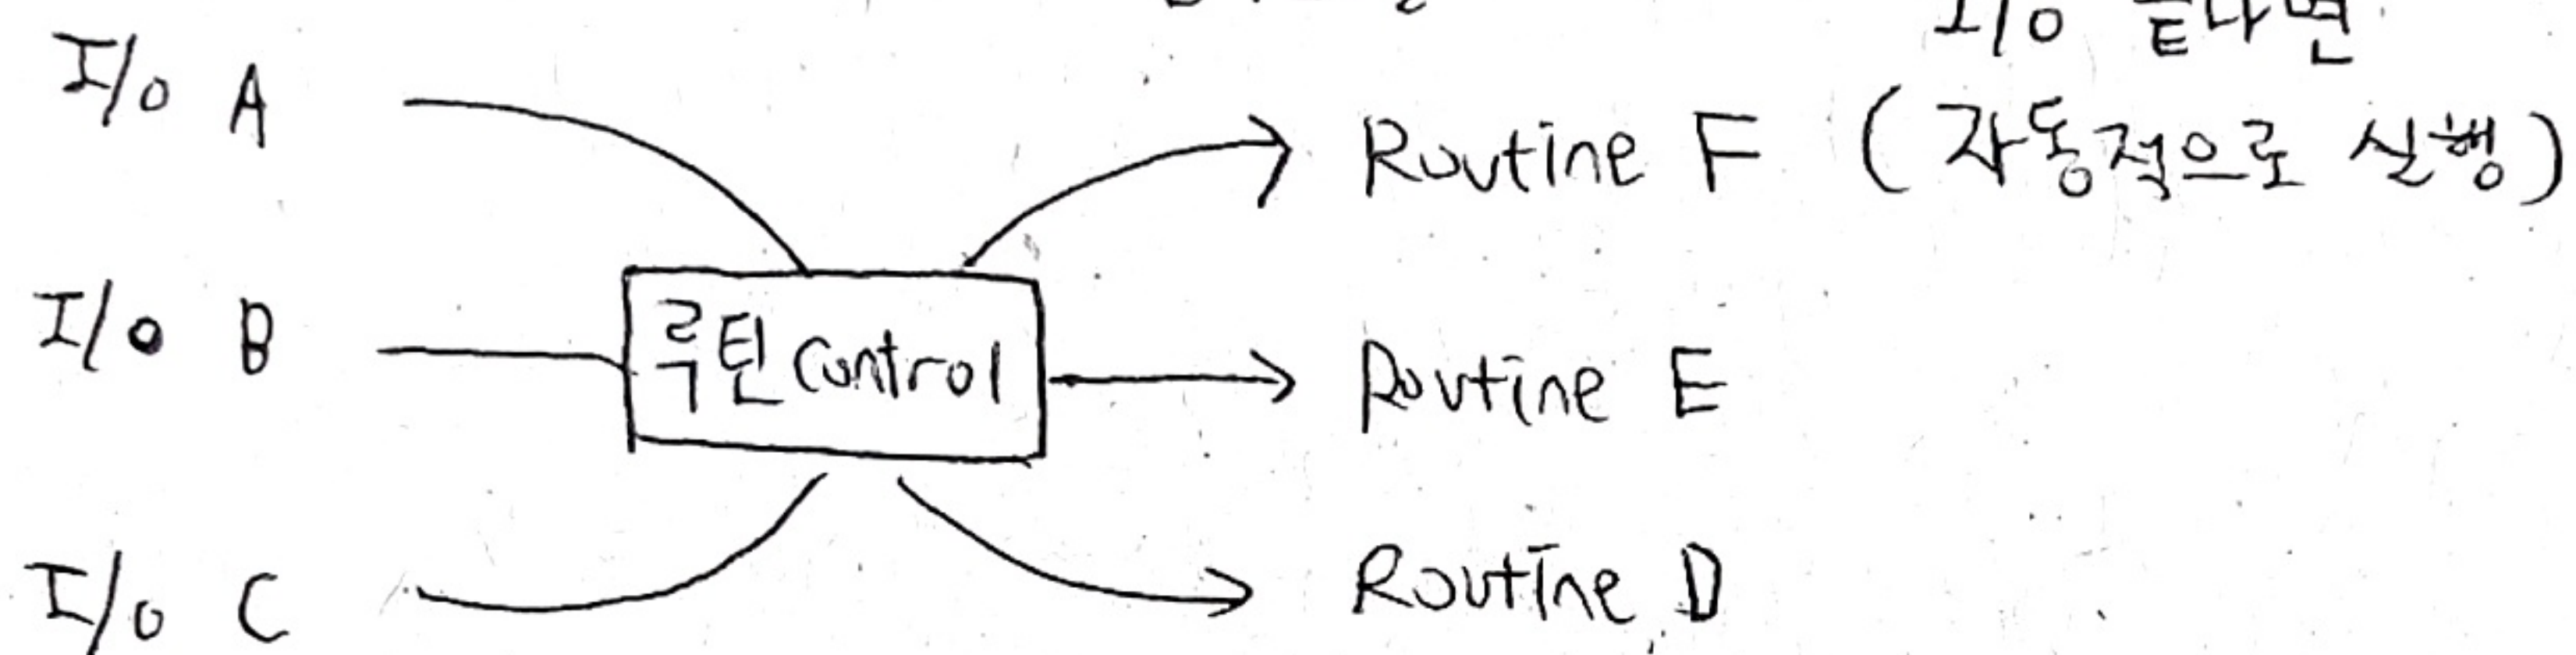 I/O 끝나면
I/O A
Routine F (자동적으로 실행)
I/O B
루틴 control
Routine E
I/O C
Routine D